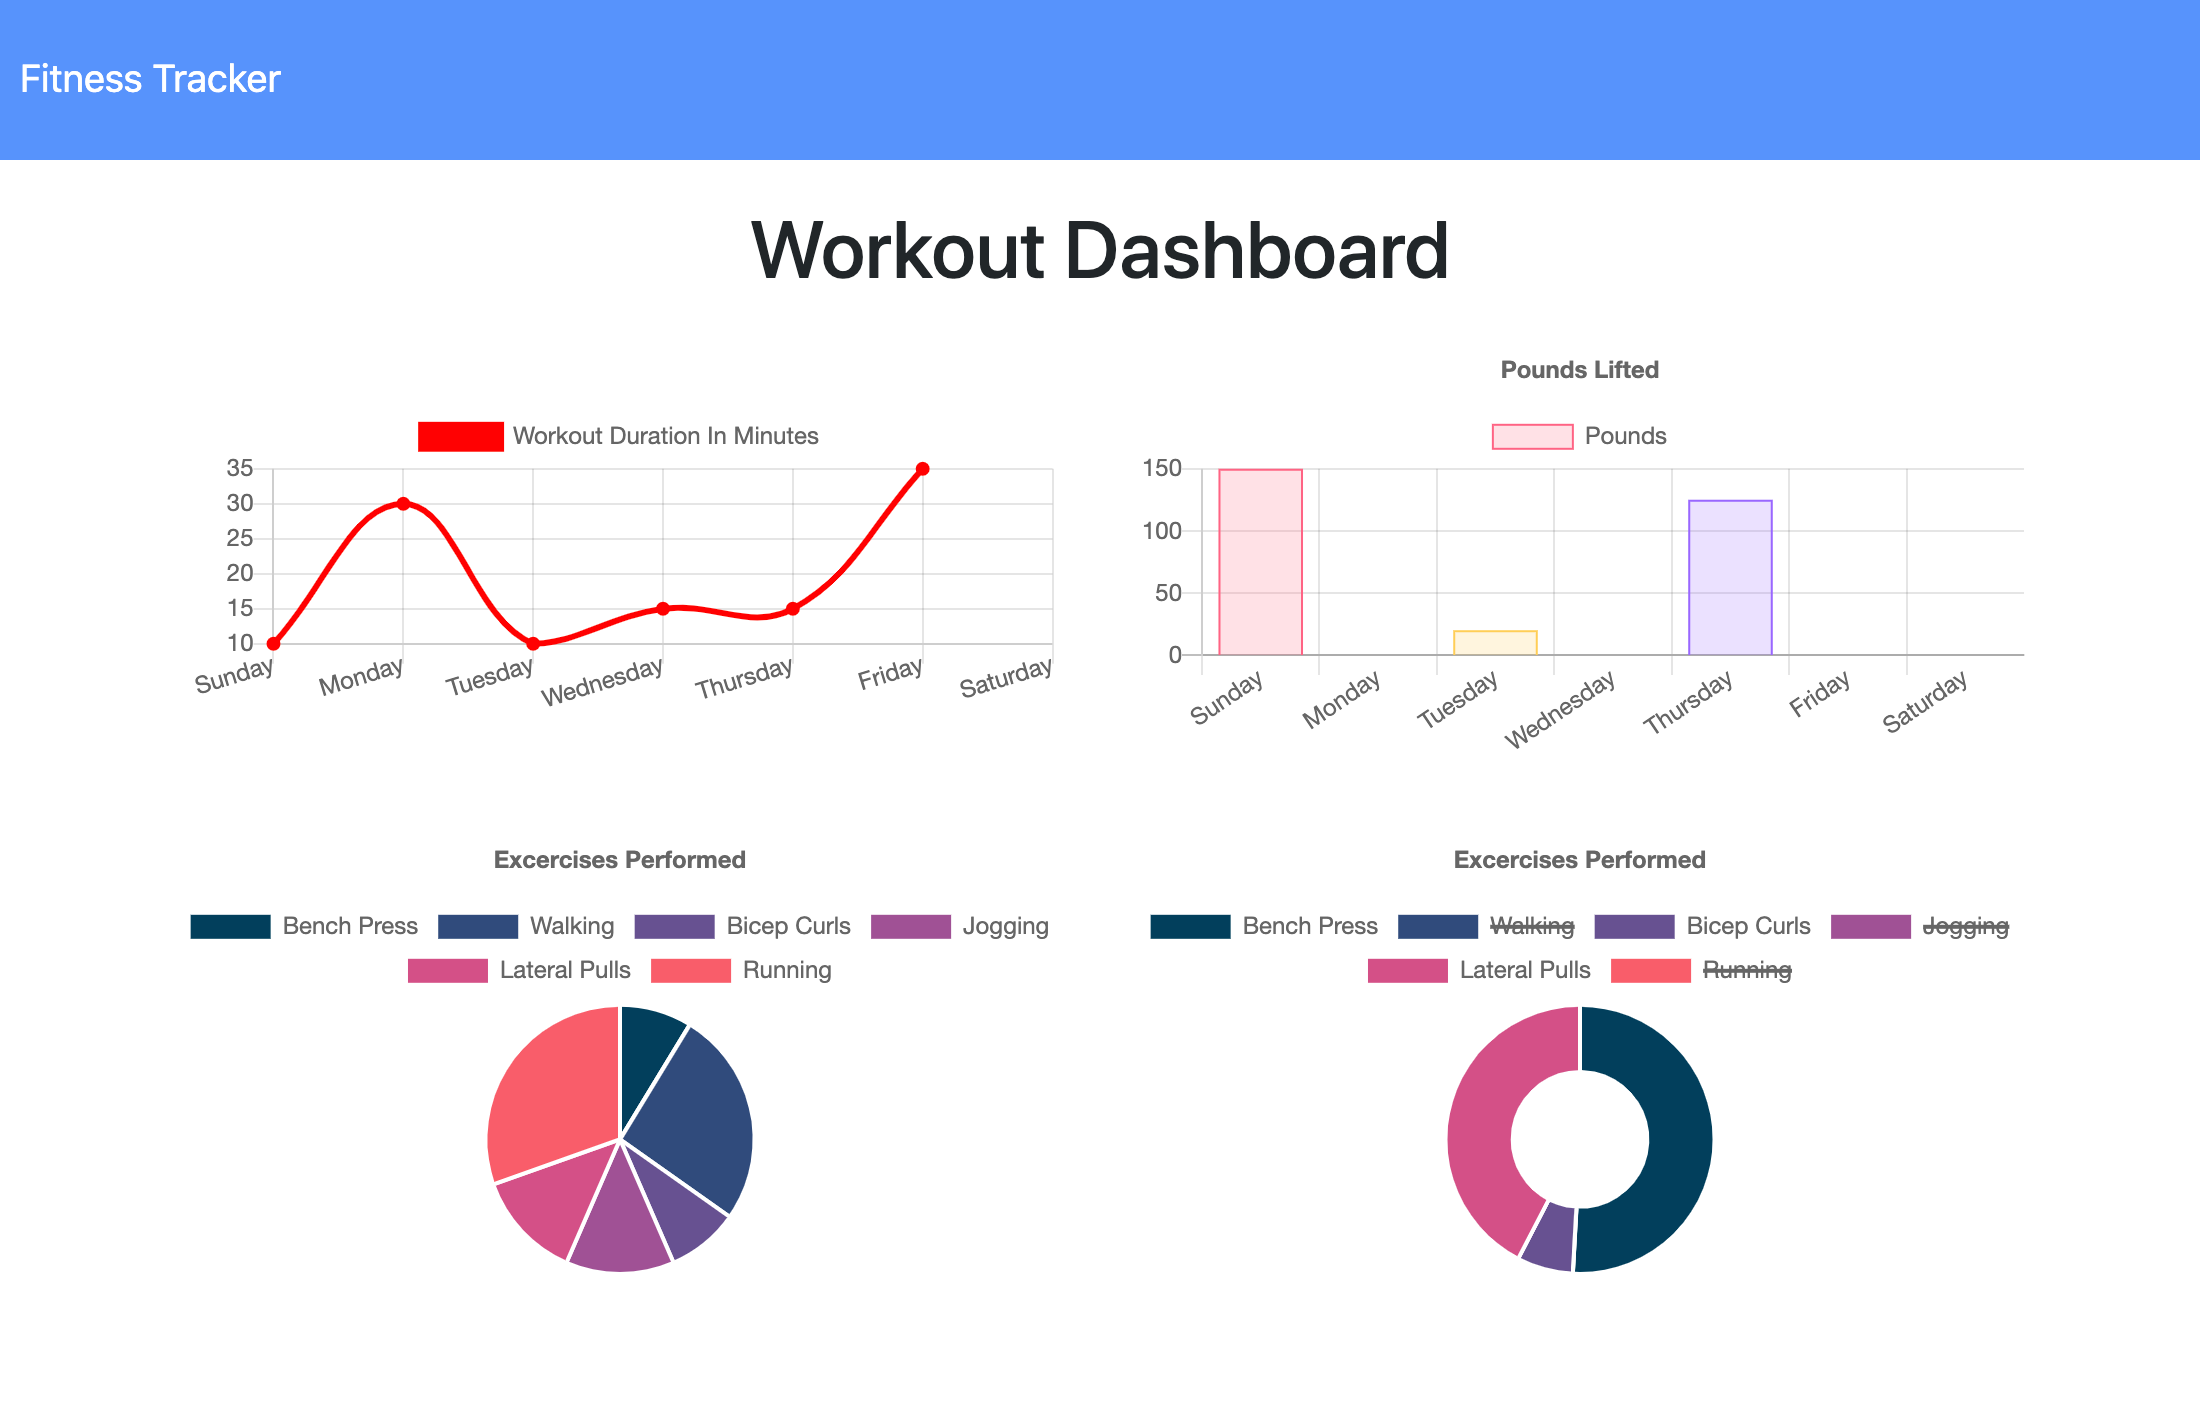 Fitness Tracker
Workout Dashboard
Workout Duration In Minutes
35
30
25
20
15
10
Sunday Monday Tuesday Wednesday Thursday Friday Saturday
Pounds Lifted
Pounds
150
100
50
0
Sunday Monday Tuesday Wednesday Thursday Friday Saturday
Excercises Performed
Bench Press Walking Bicep Curls Jogging
Lateral Pulls Running
Excercises Performed
Bench Press Walking Bicep Curls Jogging
Lateral Pulls Running